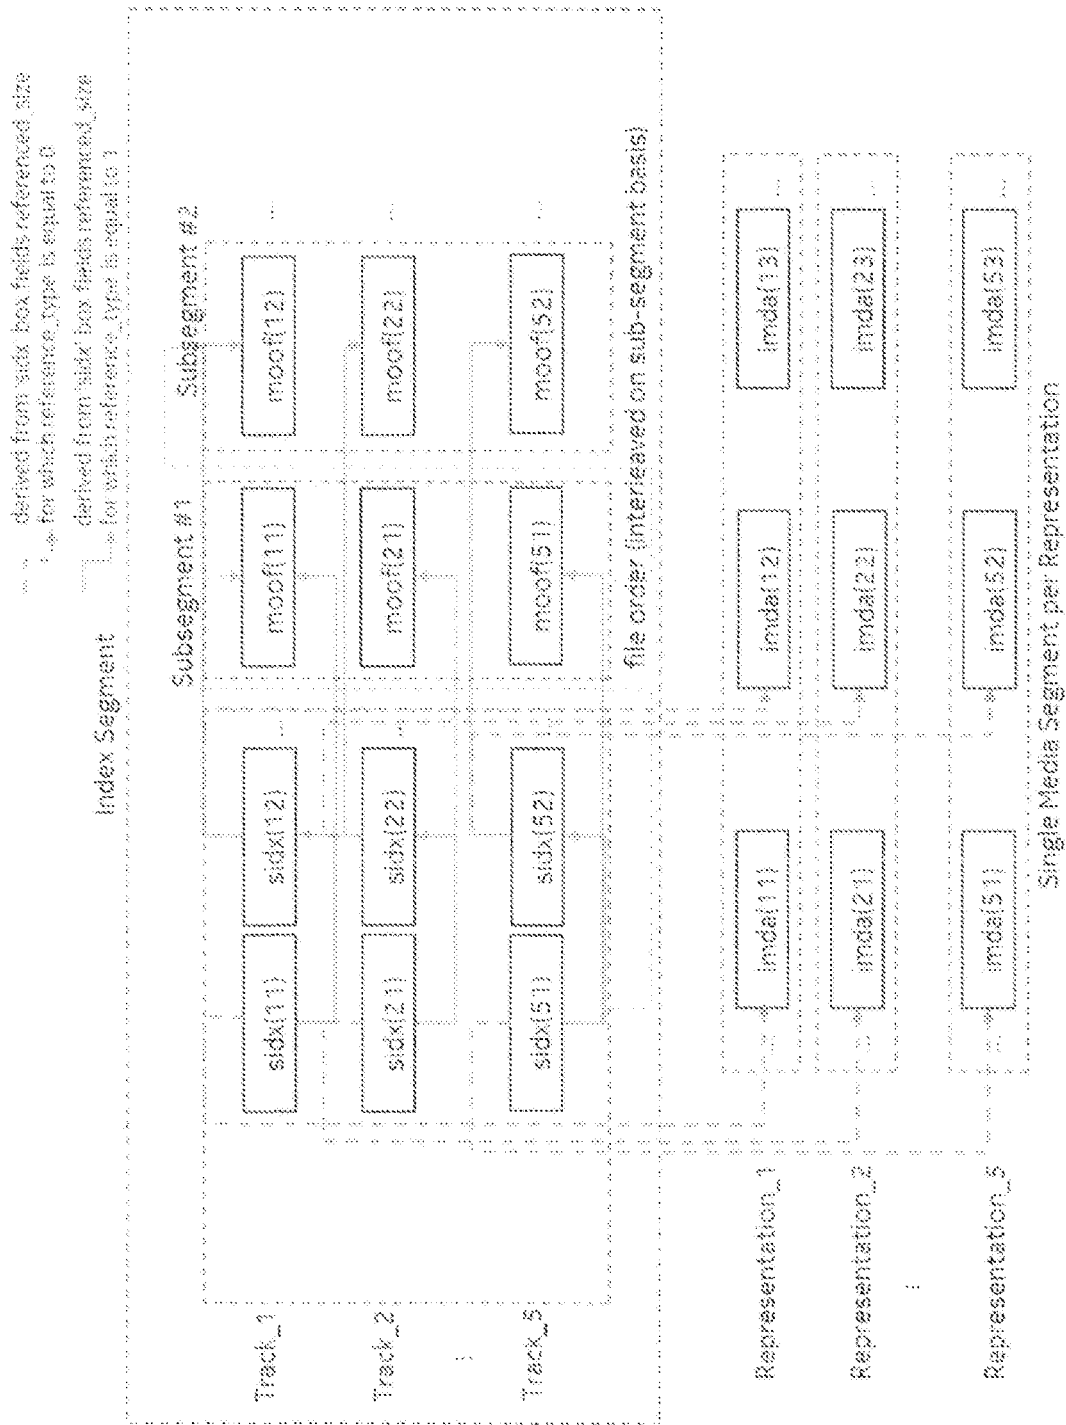 derived from 'sidx' box fields referenced_size
for which reference_type is equal to 0
derived from 'sidx' box fields referenced_size
for which reference_type is equal to 1
Index Segment
Subsegment #1
Subsegment #2
Track_1
sidx(11)
sidx(12)
...
moof(11)
moof(12)
...
Track_2
sidx(21)
sidx(22)
...
moof(21)
moof(22)
...
Track_5
sidx(51)
sidx(52)
...
moof(51)
moof(52)
...
file order (interleaved on sub-segment basis)
Representation_1
...
imda(11)
imda(12)
imda(13)
...
Representation_2
...
imda(21)
imda(22)
imda(23)
...
Representation_5
...
imda(51)
imda(52)
imda(53)
...
Single Media Segment per Representation